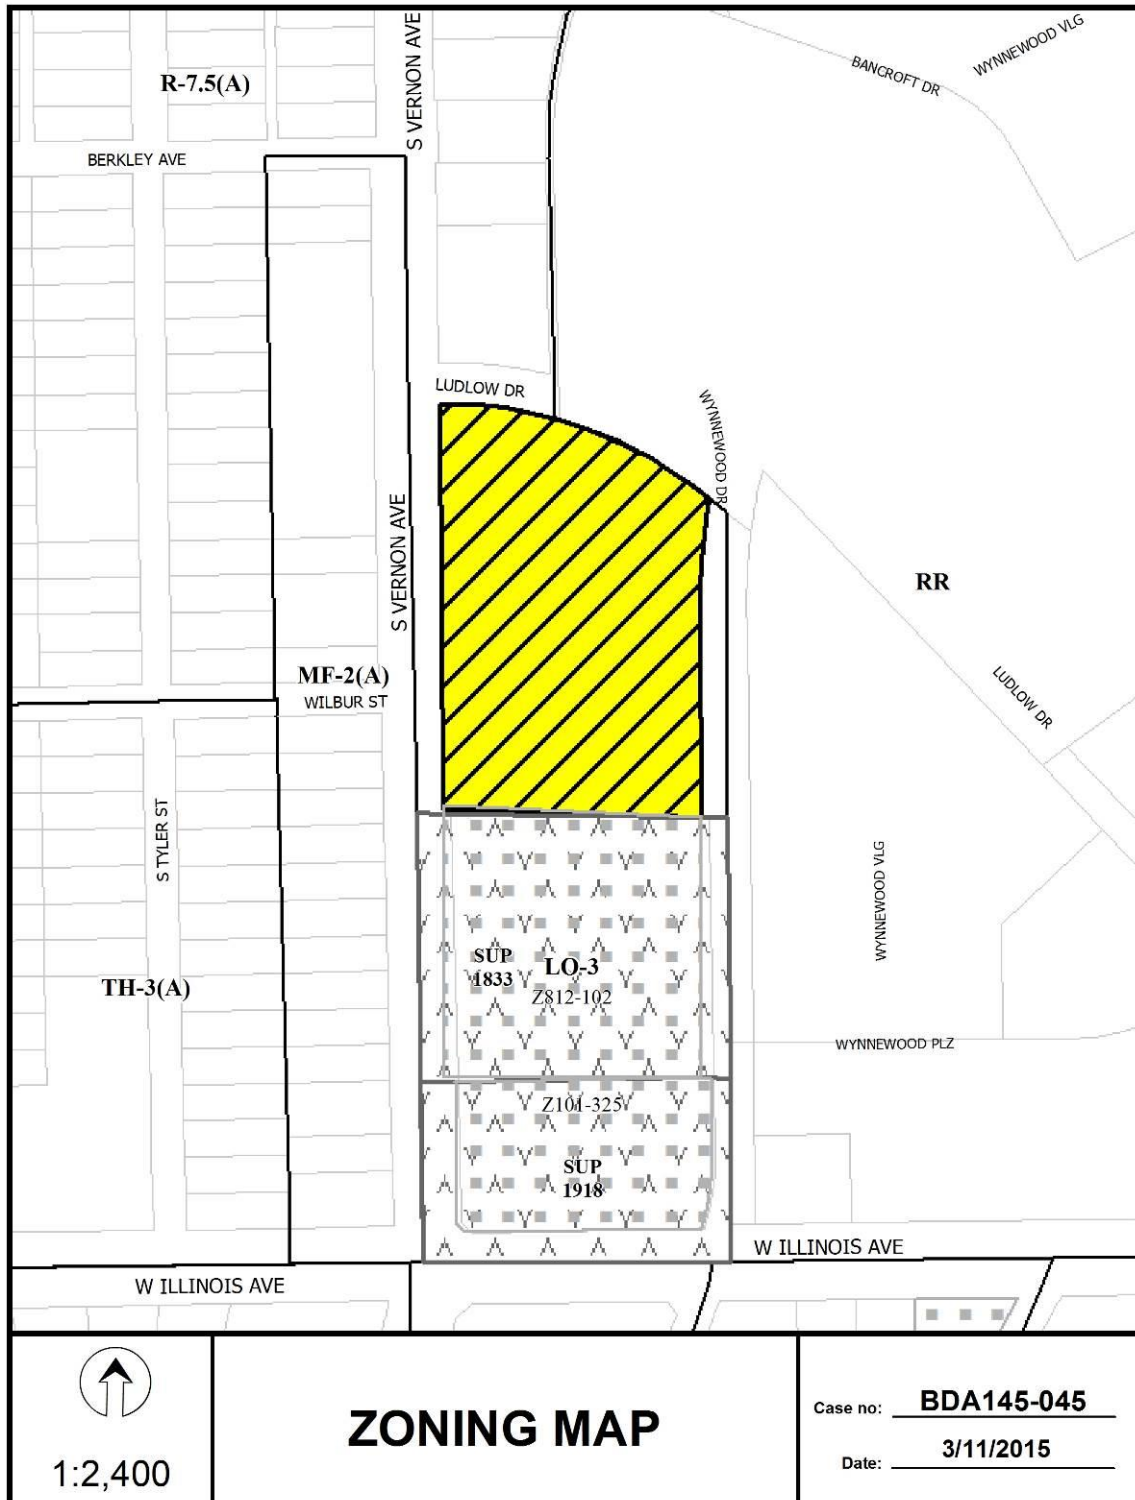 WYNNEWOOD VLG
S VERNON AVE
BANCROFT DR
R-7.5(A)
BERKLEY AVE
LUDLOW DR
WYNNEWOOD DR
S VERNON AVE
RR
MF-2(A)
WILBUR ST
LUDLOW DR
S TYLER ST
WYNNEWOOD VLG
SUP
1833
LO-3
Z812-102
TH-3(A)
WYNNEWOOD PLZ
Z101-325
SUP
1918
W ILLINOIS AVE
W ILLINOIS AVE
1:2,400
ZONING MAP
Case no: BDA145-045
Date: 3/11/2015